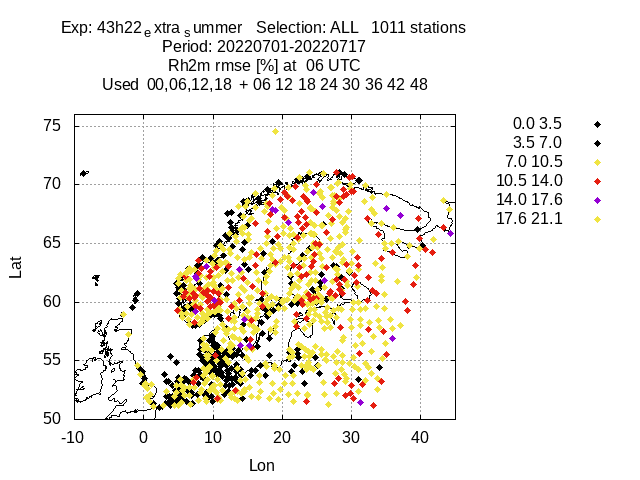 Exp: 43h22extrasummer   Selection: ALL   1011 stations
Period: 20220701-20220717
Rh2m rmse [%] at  06 UTC
Used  00,06,12,18  + 06 12 18 24 30 36 42 48
0.0 3.5
3.5 7.0
7.0 10.5
10.5 14.0
14.0 17.6
17.6 21.1
75
70
65
60
55
50
Lat
-10 0 10 20 30 40
Lon